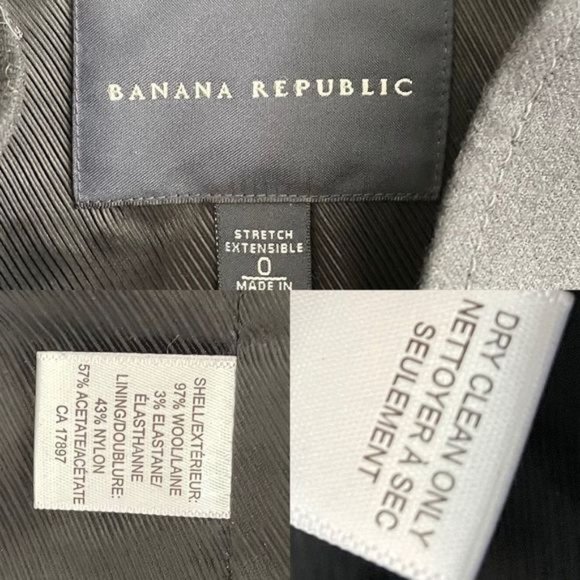 BANANA REPUBLIC
STRETCH
EXTENSIBLE
0
MADE IN
SHELL/EXTÉRIEUR:
97% WOOL/LAINE
3% ELASTANE/
ÉLASTHANNE
LINING/DOUBLURE:
43% NYLON
57% ACETATE/ACÉTATE
CA 17897
DRY CLEAN ONLY
NETTOYER À SEC
SEULEMENT